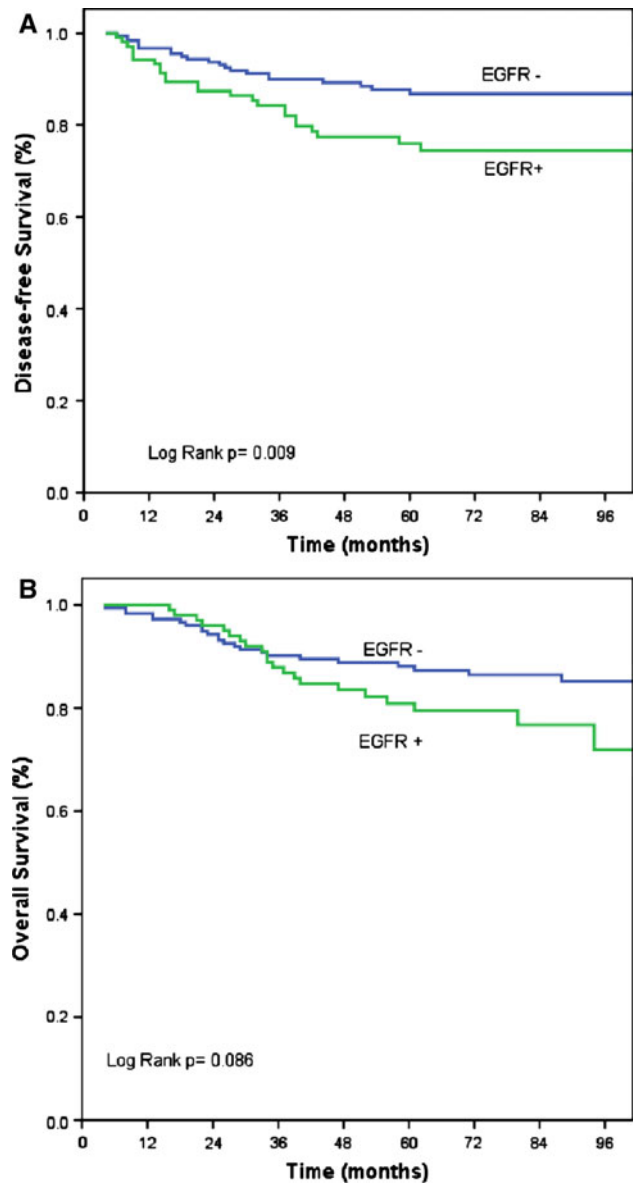 A
Disease-free Survival (%)
1.0
0.8
0.6
0.4
0.2
0.0
EGFR -
EGFR+
Log Rank p= 0.009
0 12 24 36 48 60 72 84 96
Time (months)
B
Overall Survival (%)
1.0
0.8
0.6
0.4
0.2
0.0
EGFR -
EGFR +
Log Rank p= 0.086
0 12 24 36 48 60 72 84 96
Time (months)